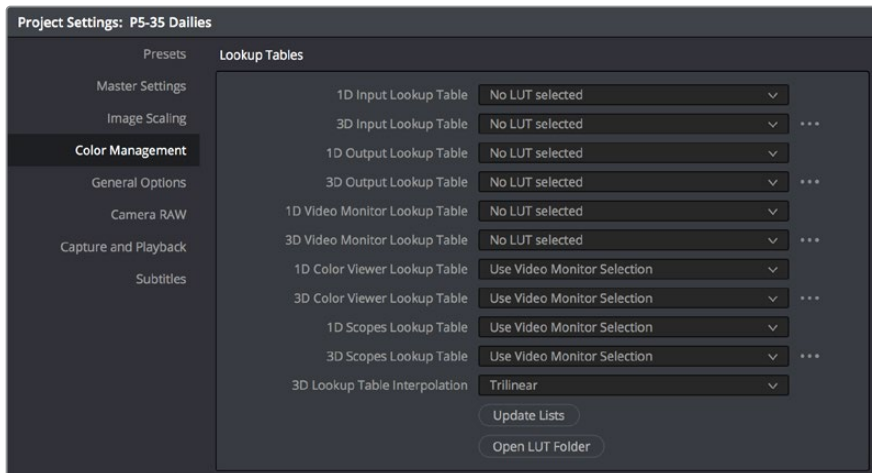 Project Settings: P5-35 Dailies
Presets
Master Settings
Image Scaling
Color Management
General Options
Camera RAW
Capture and Playback
Subtitles
Lookup Tables
1D Input Lookup Table No LUT selected
3D Input Lookup Table No LUT selected
1D Output Lookup Table No LUT selected
3D Output Lookup Table No LUT selected
1D Video Monitor Lookup Table No LUT selected
3D Video Monitor Lookup Table No LUT selected
1D Color Viewer Lookup Table Use Video Monitor Selection
3D Color Viewer Lookup Table Use Video Monitor Selection
1D Scopes Lookup Table Use Video Monitor Selection
3D Scopes Lookup Table Use Video Monitor Selection
3D Lookup Table Interpolation Trilinear
Update Lists
Open LUT Folder